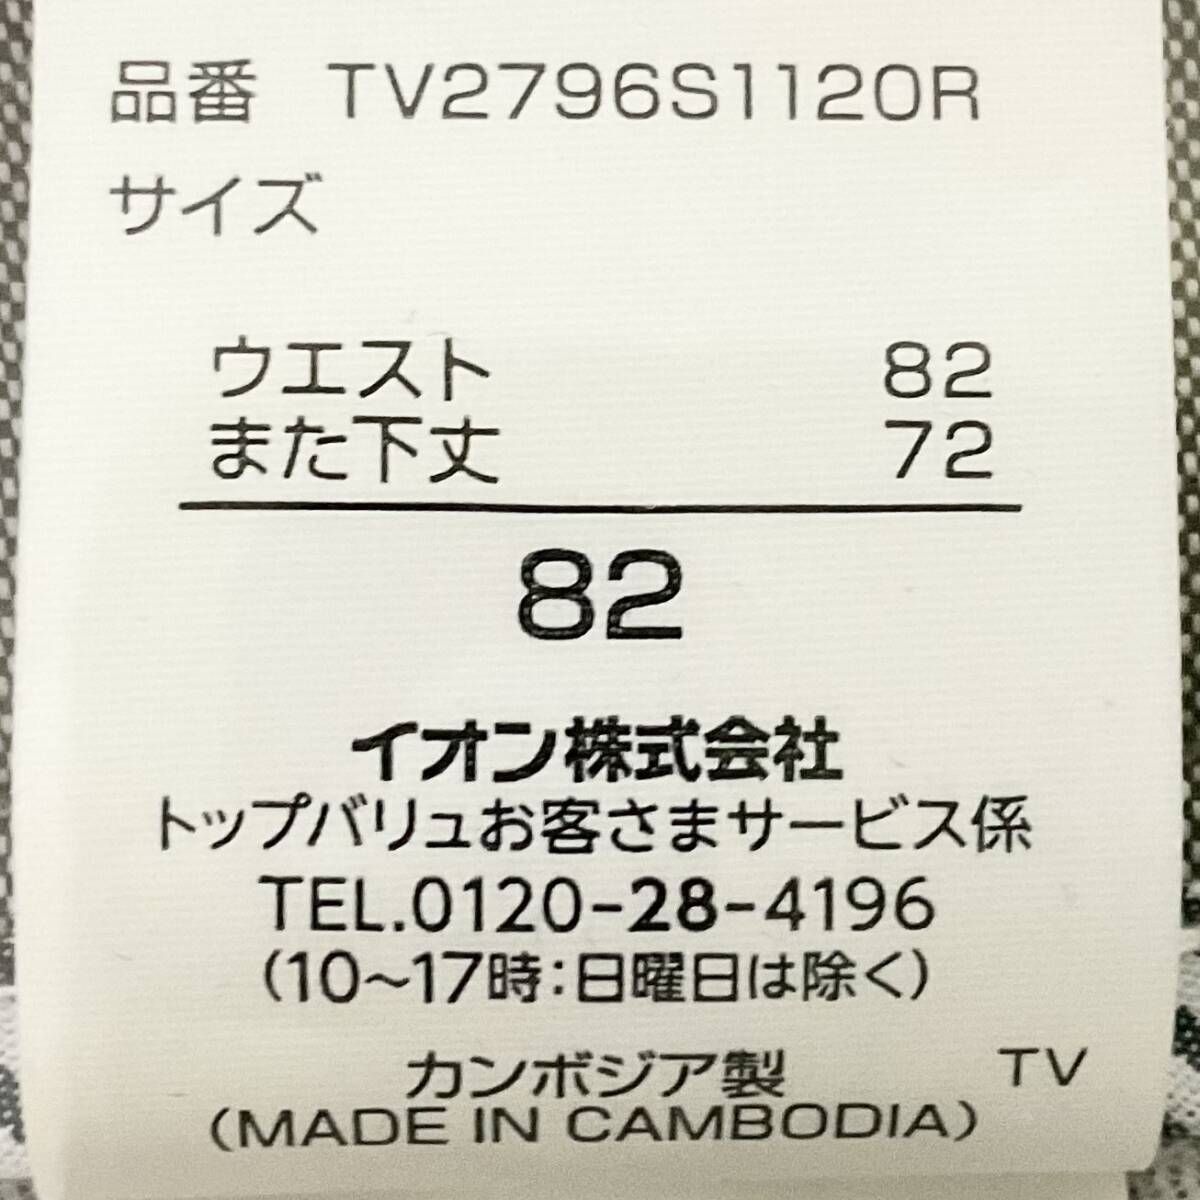 品番 TV2796S1120R
サイズ
ウエスト 82
また下丈 72
82
イオン株式会社
トップバリュお客さまサービス係
TEL.0120-28-4196
(10～17時:日曜日は除く)
カンボジア製 TV
(MADE IN CAMBODIA)